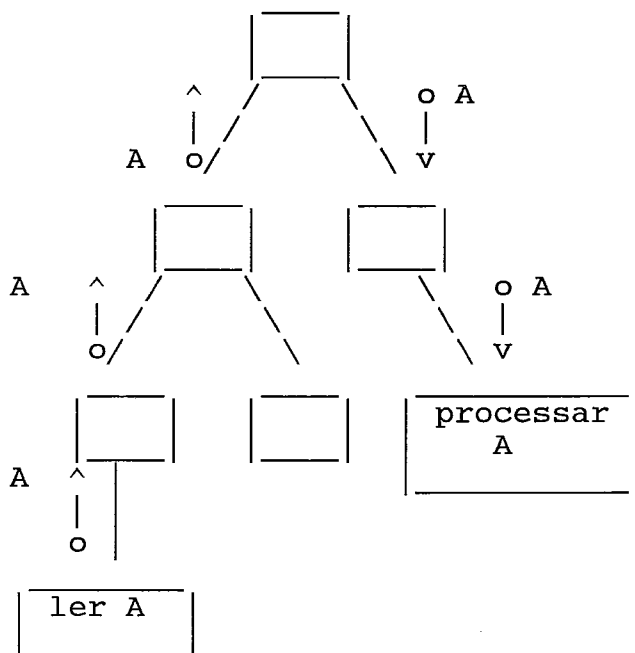 ^ o A
A o v
A ^ o A
o v
processar
A
A ^
o
ler A